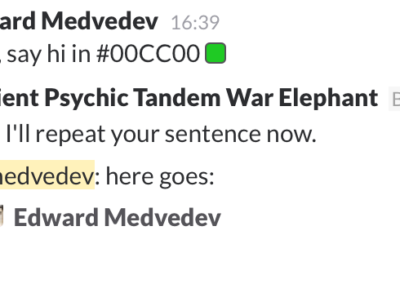 ard Medvedev 16:39
, say hi in #00CC00
ient Psychic Tandem War Elephant
I'll repeat your sentence now.
medvedev: here goes:
Edward Medvedev